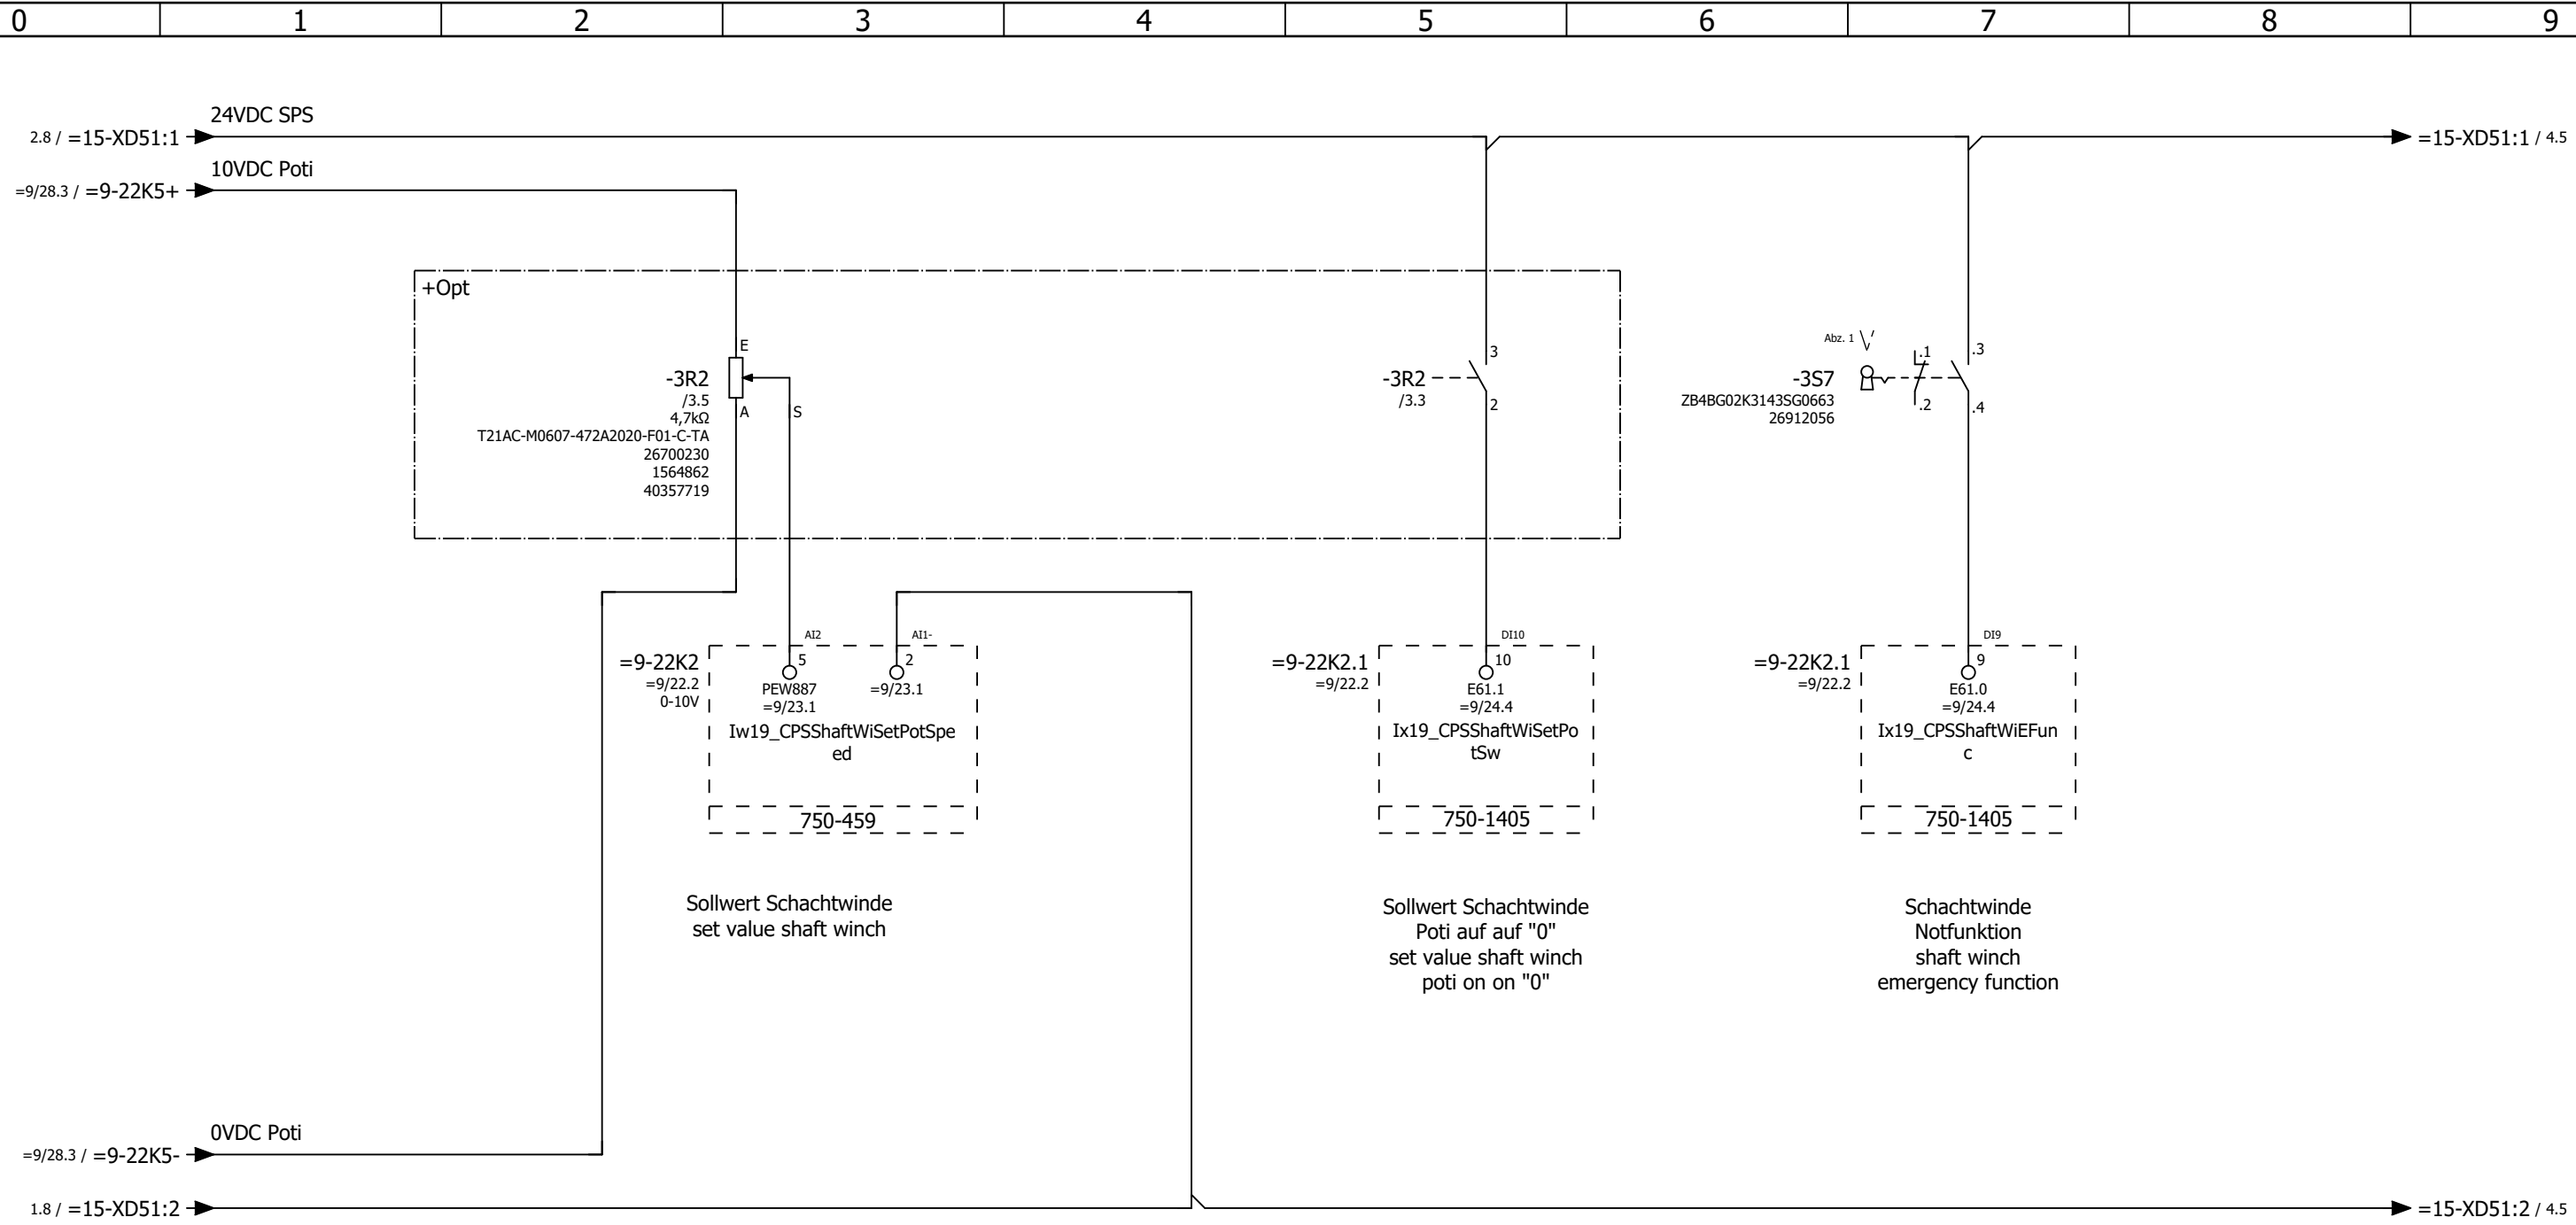 0 1 2 3 4 5 6 7 8 9
24VDC SPS
2.8 / =15-XD51:1
=15-XD51:1 / 4.5
10VDC Poti
=9/28.3 / =9-22K5+
+Opt
E
-3R2
/3.5
4,7kΩ
T21AC-M0607-472A2020-F01-C-TA
26700230
1564862
40357719
A
S
3
-3R2
/3.3
2
Abz. 1
-3S7
ZB4BG02K3143SG0663
26912056
.1
.2
.3
.4
AI2
AI1-
=9-22K2
=9/22.2
0-10V
5
PEW887
=9/23.1
2
=9/23.1
Iw19_CPSShaftWiSetPotSpe
ed
750-459
DI10
=9-22K2.1
=9/22.2
10
E61.1
=9/24.4
Ix19_CPSShaftWiSetPo
tSw
750-1405
DI9
=9-22K2.1
=9/22.2
9
E61.0
=9/24.4
Ix19_CPSShaftWiEFun
c
750-1405
Sollwert Schachtwinde
set value shaft winch
Sollwert Schachtwinde
Poti auf auf "0"
set value shaft winch
poti on on "0"
Schachtwinde
Notfunktion
shaft winch
emergency function
0VDC Poti
=9/28.3 / =9-22K5-
1.8 / =15-XD51:2
=15-XD51:2 / 4.5